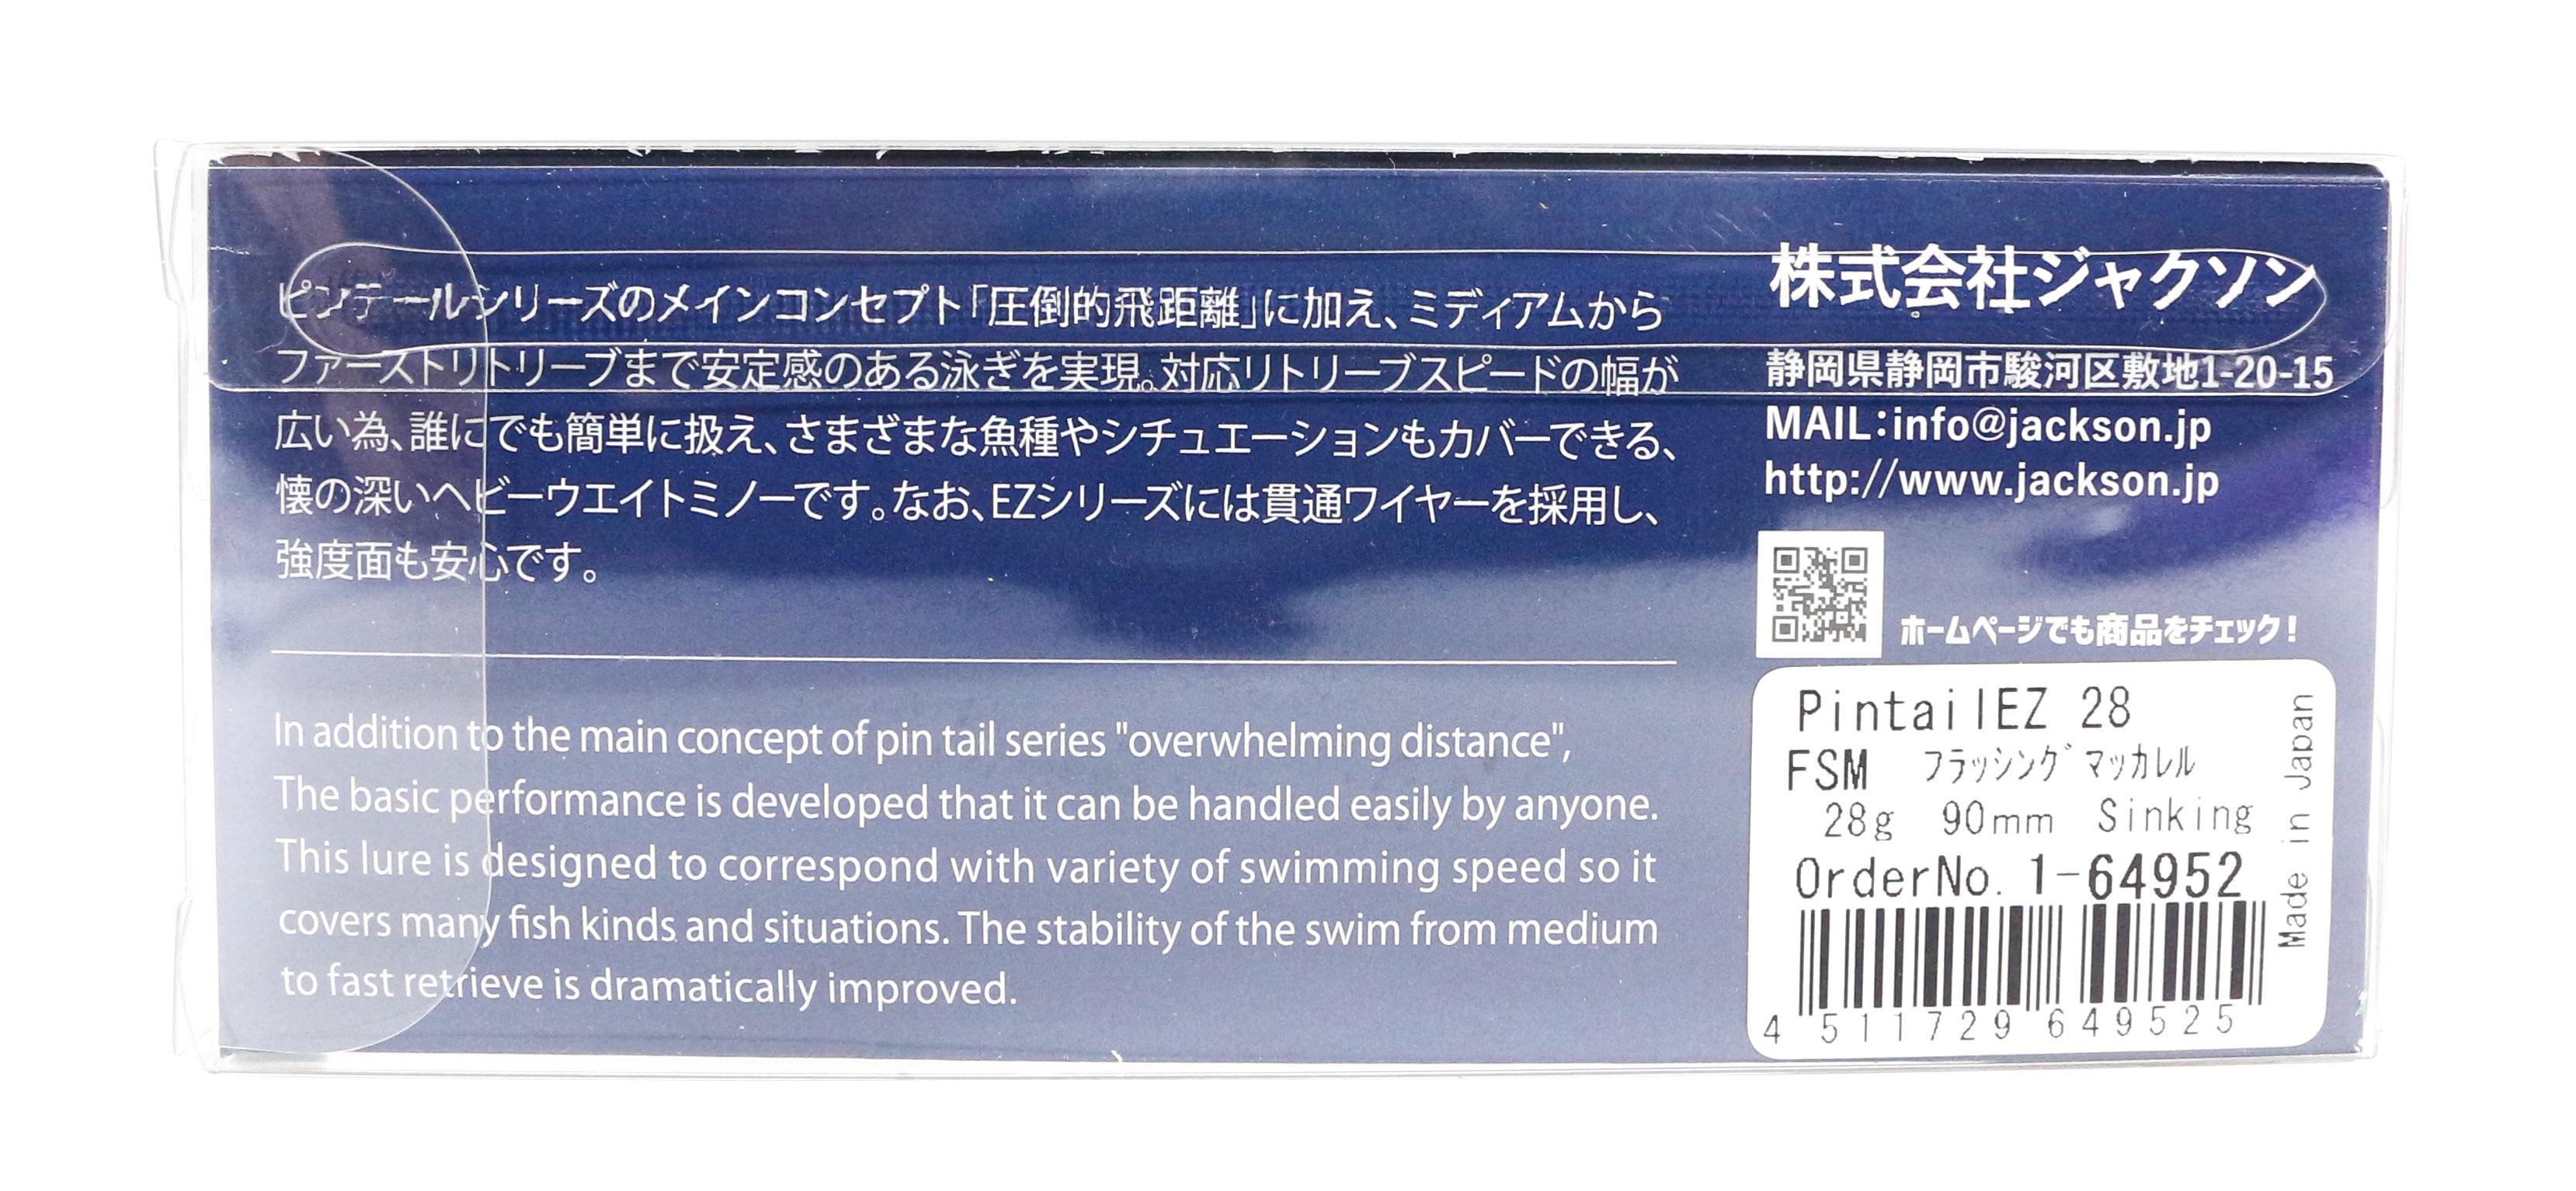 ピンテールシリーズのメインコンセプト「圧倒的飛距離」に加え、ミディアムから
ファーストリトリーブまで安定感のある泳ぎを実現。対応リトリーブスピードの幅が
広い為、誰にでも簡単に扱え、さまざまな魚種やシチュエーションもカバーできる、
懐の深いヘビーウエイトミノーです。なお、EZシリーズには貫通ワイヤーを採用し、
強度面も安心です。
In addition to the main concept of pin tail series "overwhelming distance",
The basic performance is developed that it can be handled easily by anyone.
This lure is designed to correspond with variety of swimming speed so it
covers many fish kinds and situations. The stability of the swim from medium
to fast retrieve is dramatically improved.
株式会社ジャクソン
静岡県静岡市駿河区敷地1-20-15
MAIL:info@jackson.jp
http://www.jackson.jp
ホームページでも商品をチェック!
PintailEZ 28
FSM フラッシングマッカレル
28g 90mm Sinking
OrderNo. 1-64952
4 511729 649525
Made in Japan